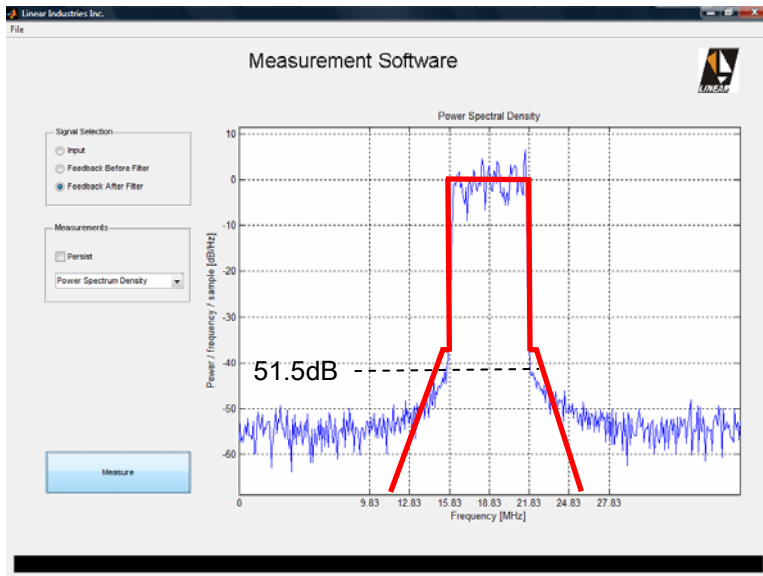 Linear Industries Inc.
File
Measurement Software
LINEAR
Signal Selection
Input
Feedback Before Filter
Feedback After Filter
Measurements
Persist
Power Spectrum Density
Measure
Power Spectral Density
Power / frequency / sample [dB/Hz]
10
0
-10
-20
-30
-40
-50
-60
51.5dB
0 9.83 12.83 15.83 18.83 21.83 24.83 27.83
Frequency [MHz]